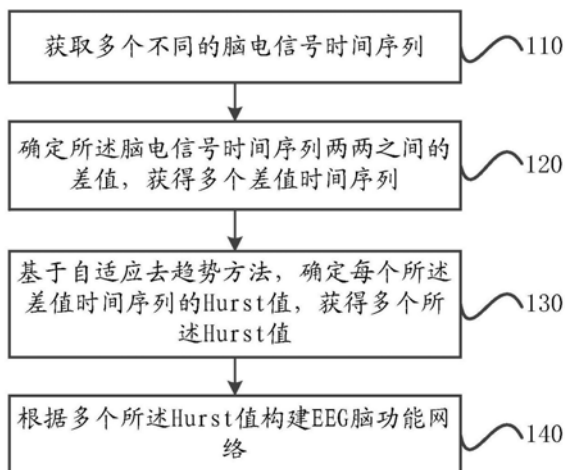 获取多个不同的脑电信号时间序列
110
确定所述脑电信号时间序列两两之间的
差值，获得多个差值时间序列
120
基于自适应去趋势方法，确定每个所述
差值时间序列的Hurst值，获得多个所
述Hurst值
130
根据多个所述Hurst值构建EEG脑功能网
络
140